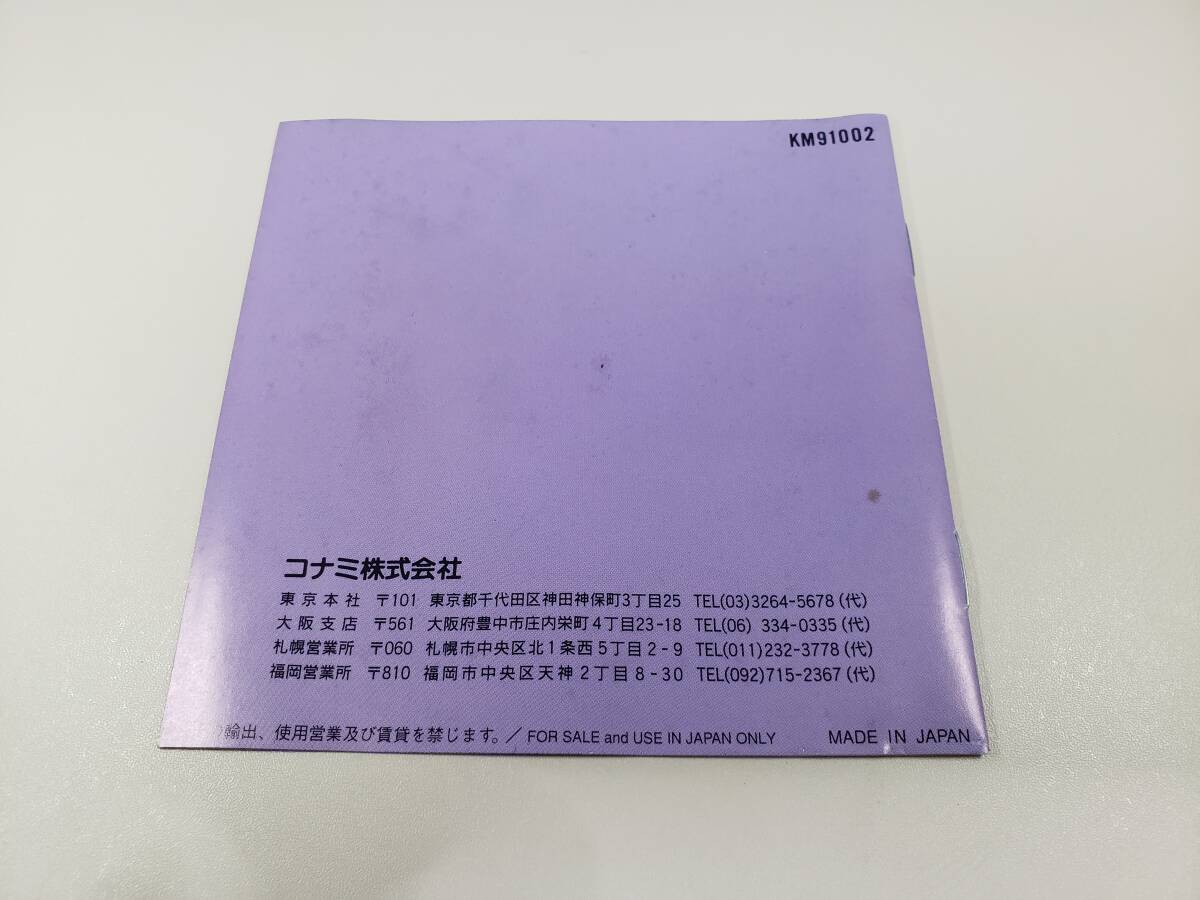 KM91002
コナミ株式会社
東京本社 〒101 東京都千代田区神田神保町3丁目25 TEL(03)3264-5678(代)
大阪支店 〒561 大阪府豊中市庄内栄町4丁目23-18 TEL(06) 334-0335(代)
札幌営業所 〒060 札幌市中央区北1条西5丁目2-9 TEL(011)232-3778(代)
福岡営業所 〒810 福岡市中央区天神2丁目8-30 TEL(092)715-2367(代)
輸出、使用営業及び賃貸を禁じます。/ FOR SALE and USE IN JAPAN ONLY MADE IN JAPAN